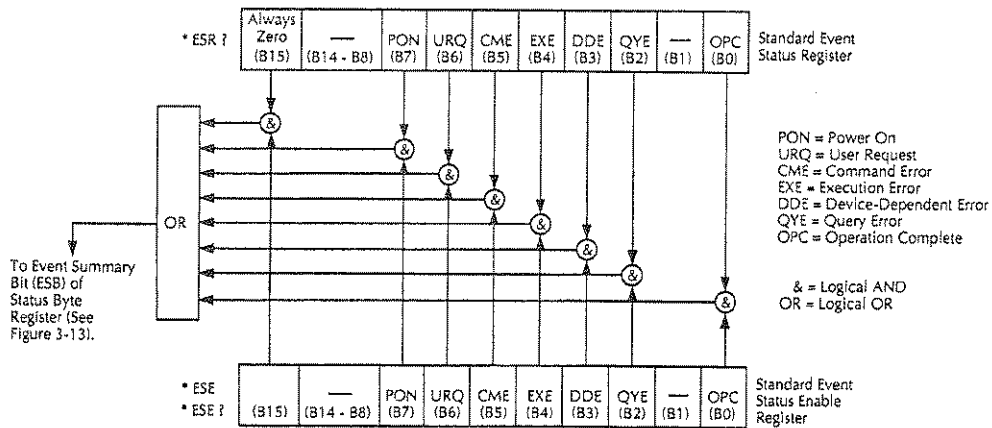 * ESR ?
Always Zero (B15)
— (B14 - B8)
PON (B7)
URQ (B6)
CME (B5)
EXE (B4)
DDE (B3)
QYE (B2)
— (B1)
OPC (B0)
Standard Event
Status Register
&
&
&
&
&
&
&
&
OR
To Event Summary
Bit (ESB) of
Status Byte
Register (See
Figure 3-13).
PON = Power On
URQ = User Request
CME = Command Error
EXE = Execution Error
DDE = Device-Dependent Error
QYE = Query Error
OPC = Operation Complete
& = Logical AND
OR = Logical OR
* ESE
* ESE ?
(B15)
— (B14 - B8)
PON (B7)
URQ (B6)
CME (B5)
EXE (B4)
DDE (B3)
QYE (B2)
— (B1)
OPC (B0)
Standard Event
Status Enable
Register